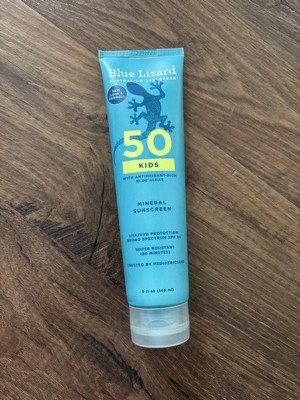 Blue Lizard
AUSTRALIAN SUNSCREEN
50
KIDS
WITH ANTIOXIDANT-RICH
BLUE ALGAE
MINERAL
SUNSCREEN
UVA/UVB PROTECTION
BROAD SPECTRUM SPF 50
WATER RESISTANT
(80 MINUTES)
TRUSTED BY PEDIATRICIANS
5 fl oz (148 ml)